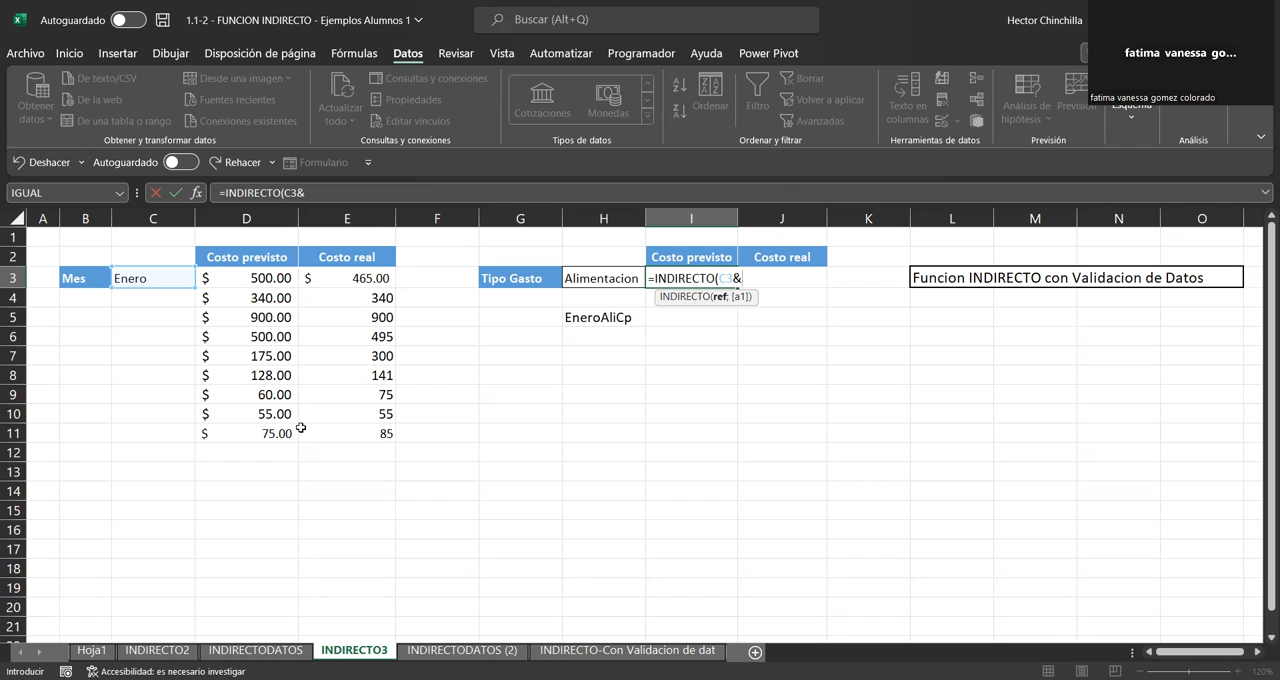 Autoguardado
1.1-2 - FUNCION INDIRECTO - Ejemplos Alumnos 1
Buscar (Alt+Q)
Hector Chinchilla
fatima vanessa go...
fatima vanessa gomez colorado
Archivo Inicio Insertar Dibujar Disposición de página Fórmulas Datos Revisar Vista Automatizar Programador Ayuda Power Pivot
Obtener datos
De texto/CSV
De la web
De una tabla o rango
Desde una imagen
Fuentes recientes
Conexiones existentes
Obtener y transformar datos
Actualizar todo
Consultas y conexiones
Propiedades
Editar vínculos
Consultas y conexiones
Cotizaciones
Monedas
Tipos de datos
Ordenar
Filtro
Borrar
Volver a aplicar
Avanzadas
Ordenar y filtrar
Texto en columnas
Herramientas de datos
Análisis de hipótesis
Previsión
Análisis
Deshacer Autoguardado Rehacer Formulario
IGUAL fx =INDIRECTO(C3&
A B C D E F G H I J K L M N O
1
2 Costo previsto Costo real Costo previsto Costo real
3 Mes Enero $ 500.00 $ 465.00 Tipo Gasto Alimentacion =INDIRECTO(C3& Funcion INDIRECTO con Validacion de Datos
INDIRECTO(ref; [a1])
4 $ 340.00 340
5 $ 900.00 900 EneroAliCp
6 $ 500.00 495
7 $ 175.00 300
8 $ 128.00 141
9 $ 60.00 75
10 $ 55.00 55
11 $ 75.00 85
12
13
14
15
16
17
18
19
20
21
Hoja1 INDIRECTO2 INDIRECTODATOS INDIRECTO3 INDIRECTODATOS (2) INDIRECTO-Con Validacion de dat
Introducir Accesibilidad: es necesario investigar 120%